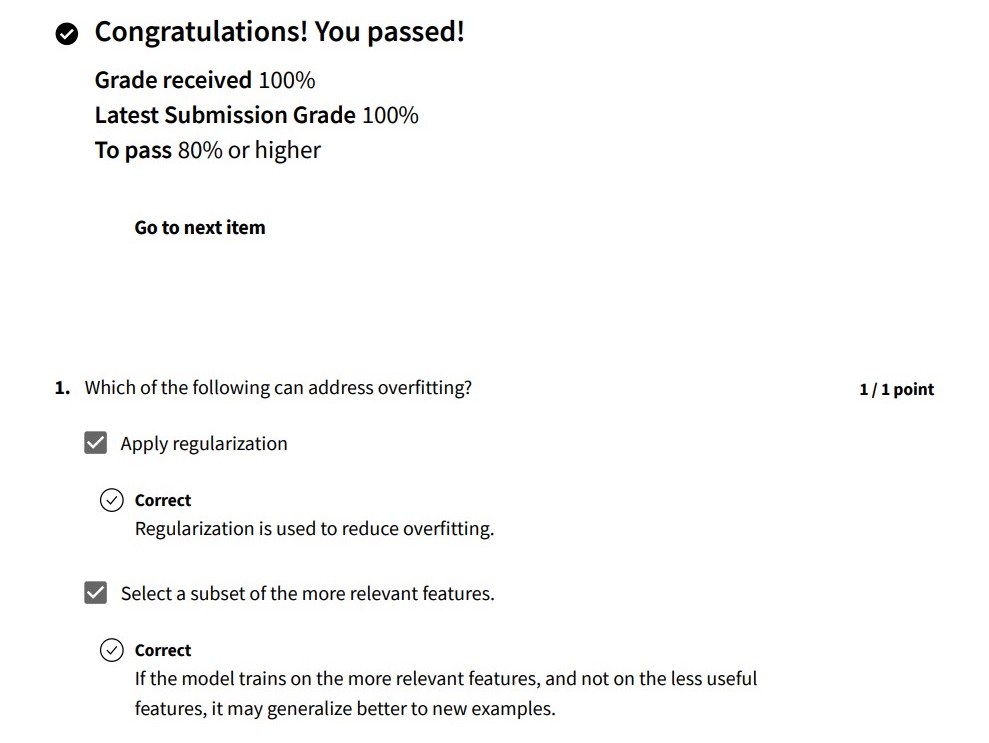 Congratulations! You passed!
Grade received 100%
Latest Submission Grade 100%
To pass 80% or higher
Go to next item
1. Which of the following can address overfitting?
1 / 1 point
Apply regularization
Correct
Regularization is used to reduce overfitting.
Select a subset of the more relevant features.
Correct
If the model trains on the more relevant features, and not on the less useful
features, it may generalize better to new examples.